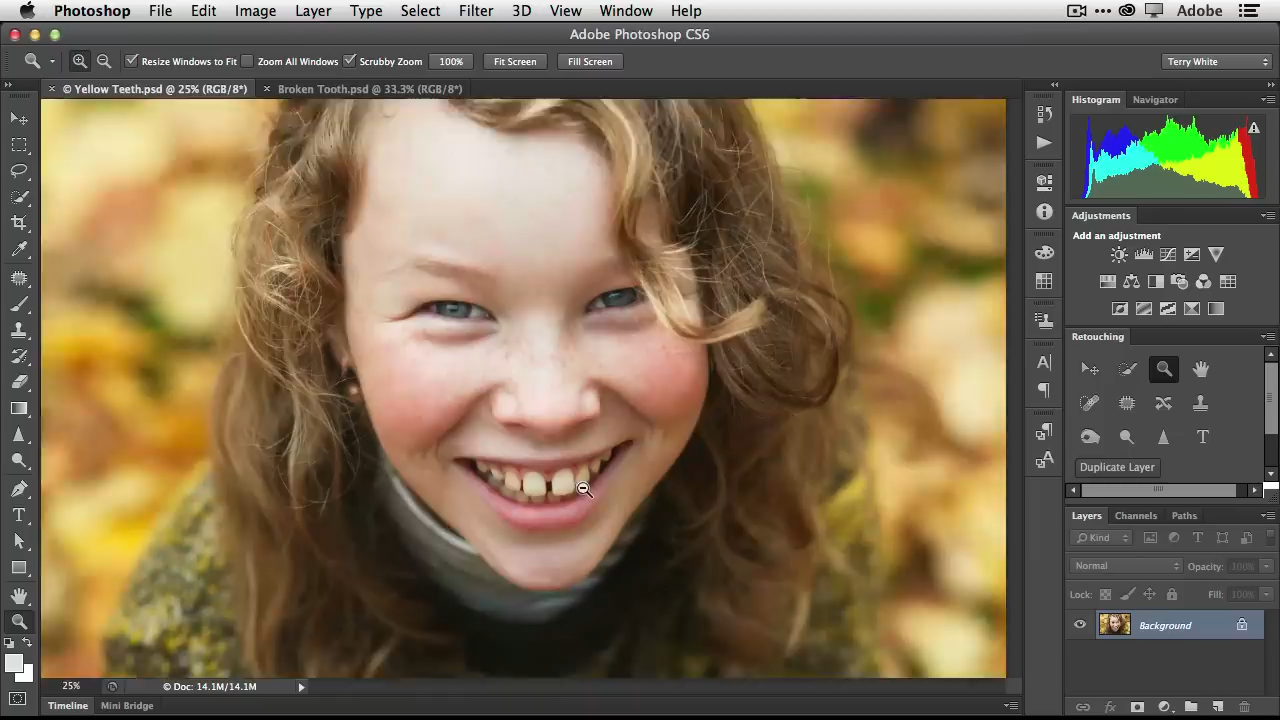 Photoshop File Edit Image Layer Type Select Filter 3D View Window Help Adobe
Adobe Photoshop CS6
Resize Windows to Fit Zoom All Windows Scrubby Zoom 100% Fit Screen Fill Screen Terry White
× © Yellow Teeth.psd @ 25% (RGB/8*) × Broken Tooth.psd @ 33.3% (RGB/8*)
Histogram Navigator
Adjustments
Add an adjustment
Retouching
Duplicate Layer
Layers Channels Paths
Kind
Normal Opacity: 100%
Lock: Fill: 100%
Background
25% © Doc: 14.1M/14.1M
Timeline Mini Bridge